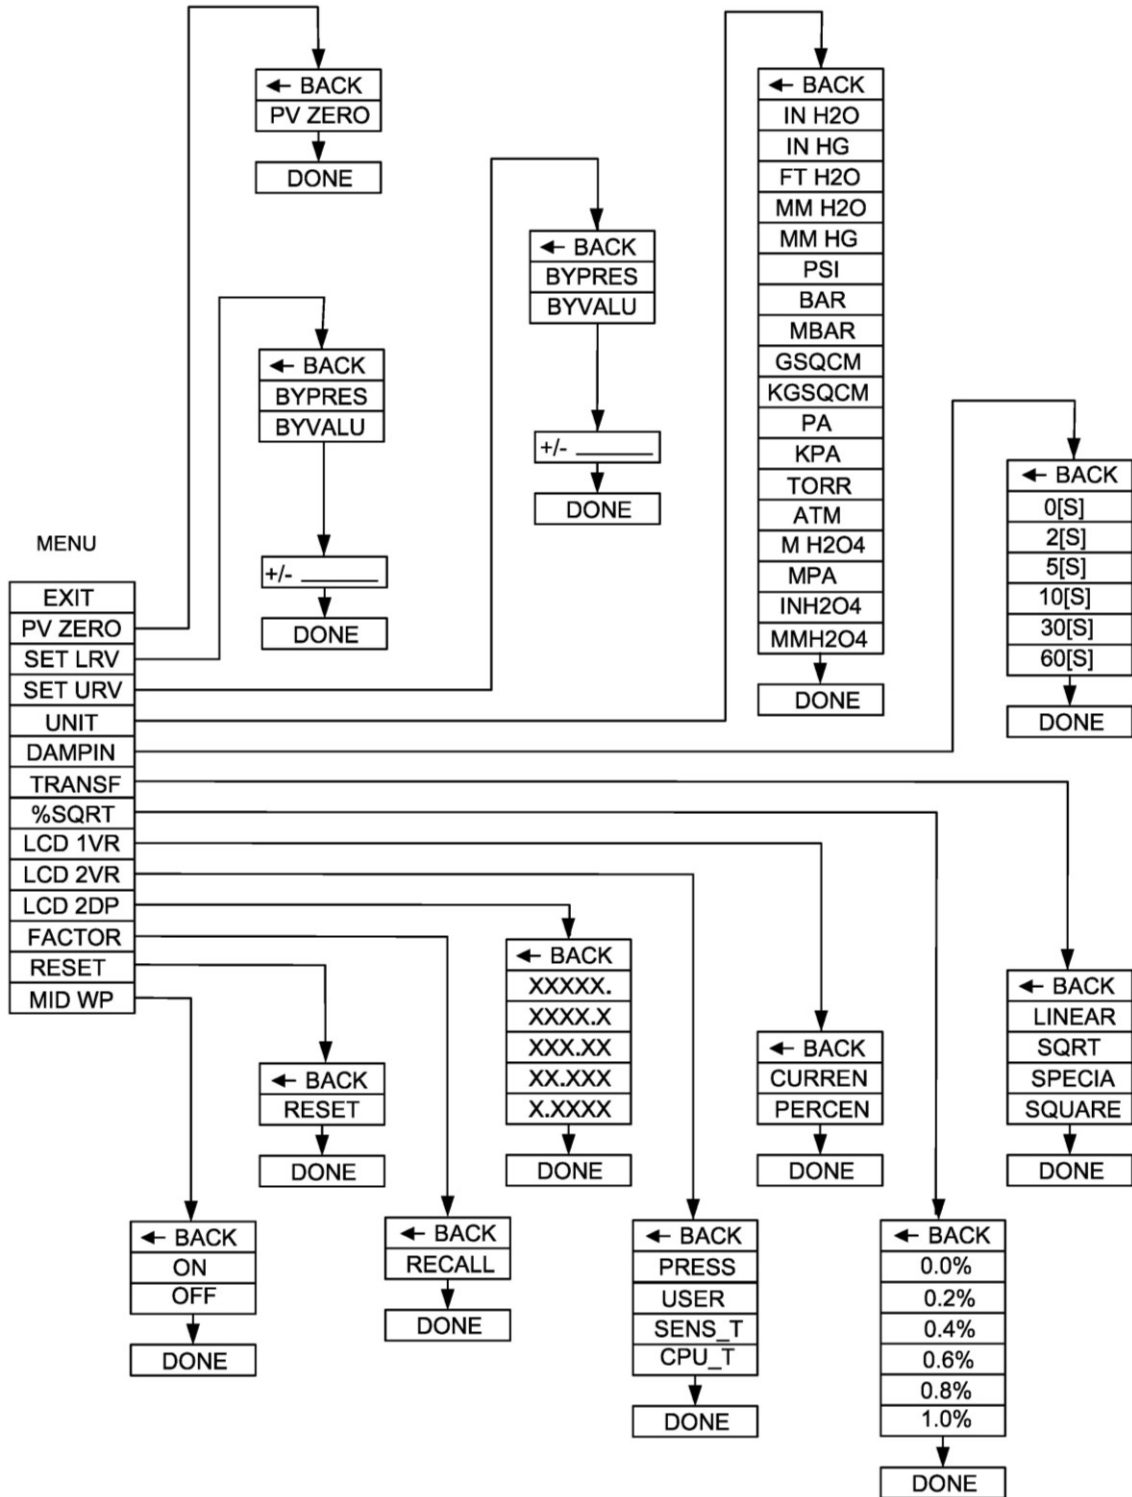 ← BACK
PV ZERO
DONE
← BACK
BYPRES
BYVALU
+/- _______
DONE
← BACK
IN H2O
IN HG
FT H2O
MM H2O
MM HG
PSI
BAR
MBAR
GSQCM
KGSQCM
PA
KPA
TORR
ATM
M H2O4
MPA
INH2O4
MMH2O4
DONE
← BACK
BYPRES
BYVALU
+/- _______
DONE
← BACK
0[S]
2[S]
5[S]
10[S]
30[S]
60[S]
DONE
MENU
EXIT
PV ZERO
SET LRV
SET URV
UNIT
DAMPIN
TRANSF
%SQRT
LCD 1VR
LCD 2VR
LCD 2DP
FACTOR
RESET
MID WP
← BACK
RESET
DONE
← BACK
XXXXX.
XXXX.X
XXX.XX
XX.XXX
X.XXXX
DONE
← BACK
CURREN
PERCEN
DONE
← BACK
LINEAR
SQRT
SPECIA
SQUARE
DONE
← BACK
ON
OFF
DONE
← BACK
RECALL
DONE
← BACK
PRESS
USER
SENS_T
CPU_T
DONE
← BACK
0.0%
0.2%
0.4%
0.6%
0.8%
1.0%
DONE